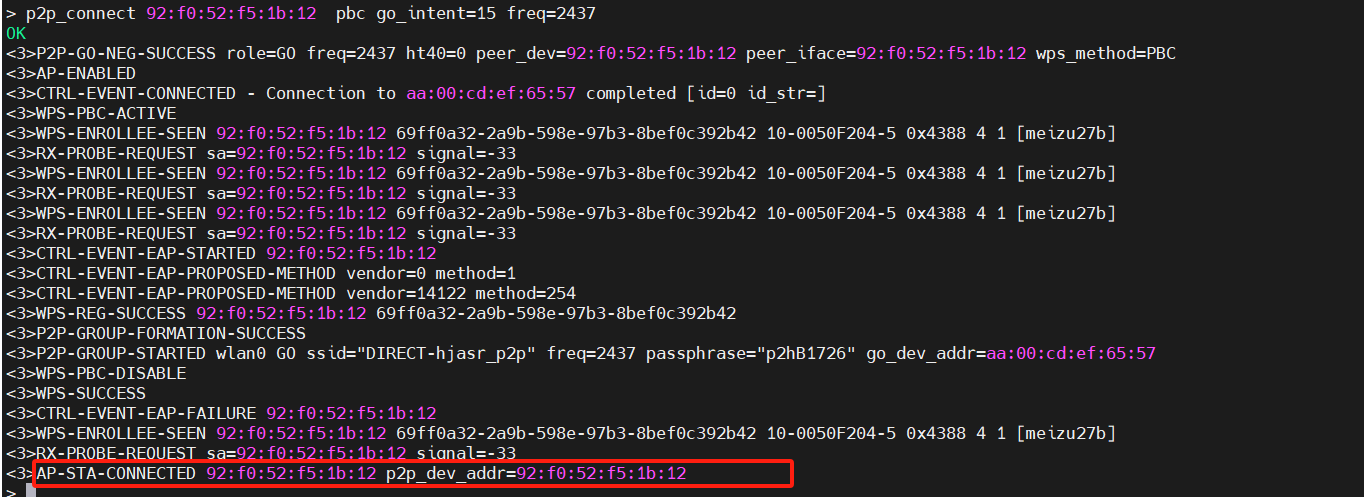 > p2p_connect 92:f0:52:f5:1b:12  pbc go_intent=15 freq=2437
OK
<3>P2P-GO-NEG-SUCCESS role=GO freq=2437 ht40=0 peer_dev=92:f0:52:f5:1b:12 peer_iface=92:f0:52:f5:1b:12 wps_method=PBC
<3>AP-ENABLED
<3>CTRL-EVENT-CONNECTED - Connection to aa:00:cd:ef:65:57 completed [id=0 id_str=]
<3>WPS-PBC-ACTIVE
<3>WPS-ENROLLEE-SEEN 92:f0:52:f5:1b:12 69ff0a32-2a9b-598e-97b3-8bef0c392b42 10-0050F204-5 0x4388 4 1 [meizu27b]
<3>RX-PROBE-REQUEST sa=92:f0:52:f5:1b:12 signal=-33
<3>WPS-ENROLLEE-SEEN 92:f0:52:f5:1b:12 69ff0a32-2a9b-598e-97b3-8bef0c392b42 10-0050F204-5 0x4388 4 1 [meizu27b]
<3>RX-PROBE-REQUEST sa=92:f0:52:f5:1b:12 signal=-33
<3>WPS-ENROLLEE-SEEN 92:f0:52:f5:1b:12 69ff0a32-2a9b-598e-97b3-8bef0c392b42 10-0050F204-5 0x4388 4 1 [meizu27b]
<3>RX-PROBE-REQUEST sa=92:f0:52:f5:1b:12 signal=-33
<3>CTRL-EVENT-EAP-STARTED 92:f0:52:f5:1b:12
<3>CTRL-EVENT-EAP-PROPOSED-METHOD vendor=0 method=1
<3>CTRL-EVENT-EAP-PROPOSED-METHOD vendor=14122 method=254
<3>WPS-REG-SUCCESS 92:f0:52:f5:1b:12 69ff0a32-2a9b-598e-97b3-8bef0c392b42
<3>P2P-GROUP-FORMATION-SUCCESS
<3>P2P-GROUP-STARTED wlan0 GO ssid="DIRECT-hjasr_p2p" freq=2437 passphrase="p2hB1726" go_dev_addr=aa:00:cd:ef:65:57
<3>WPS-PBC-DISABLE
<3>WPS-SUCCESS
<3>CTRL-EVENT-EAP-FAILURE 92:f0:52:f5:1b:12
<3>WPS-ENROLLEE-SEEN 92:f0:52:f5:1b:12 69ff0a32-2a9b-598e-97b3-8bef0c392b42 10-0050F204-5 0x4388 4 1 [meizu27b]
<3>RX-PROBE-REQUEST sa=92:f0:52:f5:1b:12 signal=-33
<3>AP-STA-CONNECTED 92:f0:52:f5:1b:12 p2p_dev_addr=92:f0:52:f5:1b:12
>